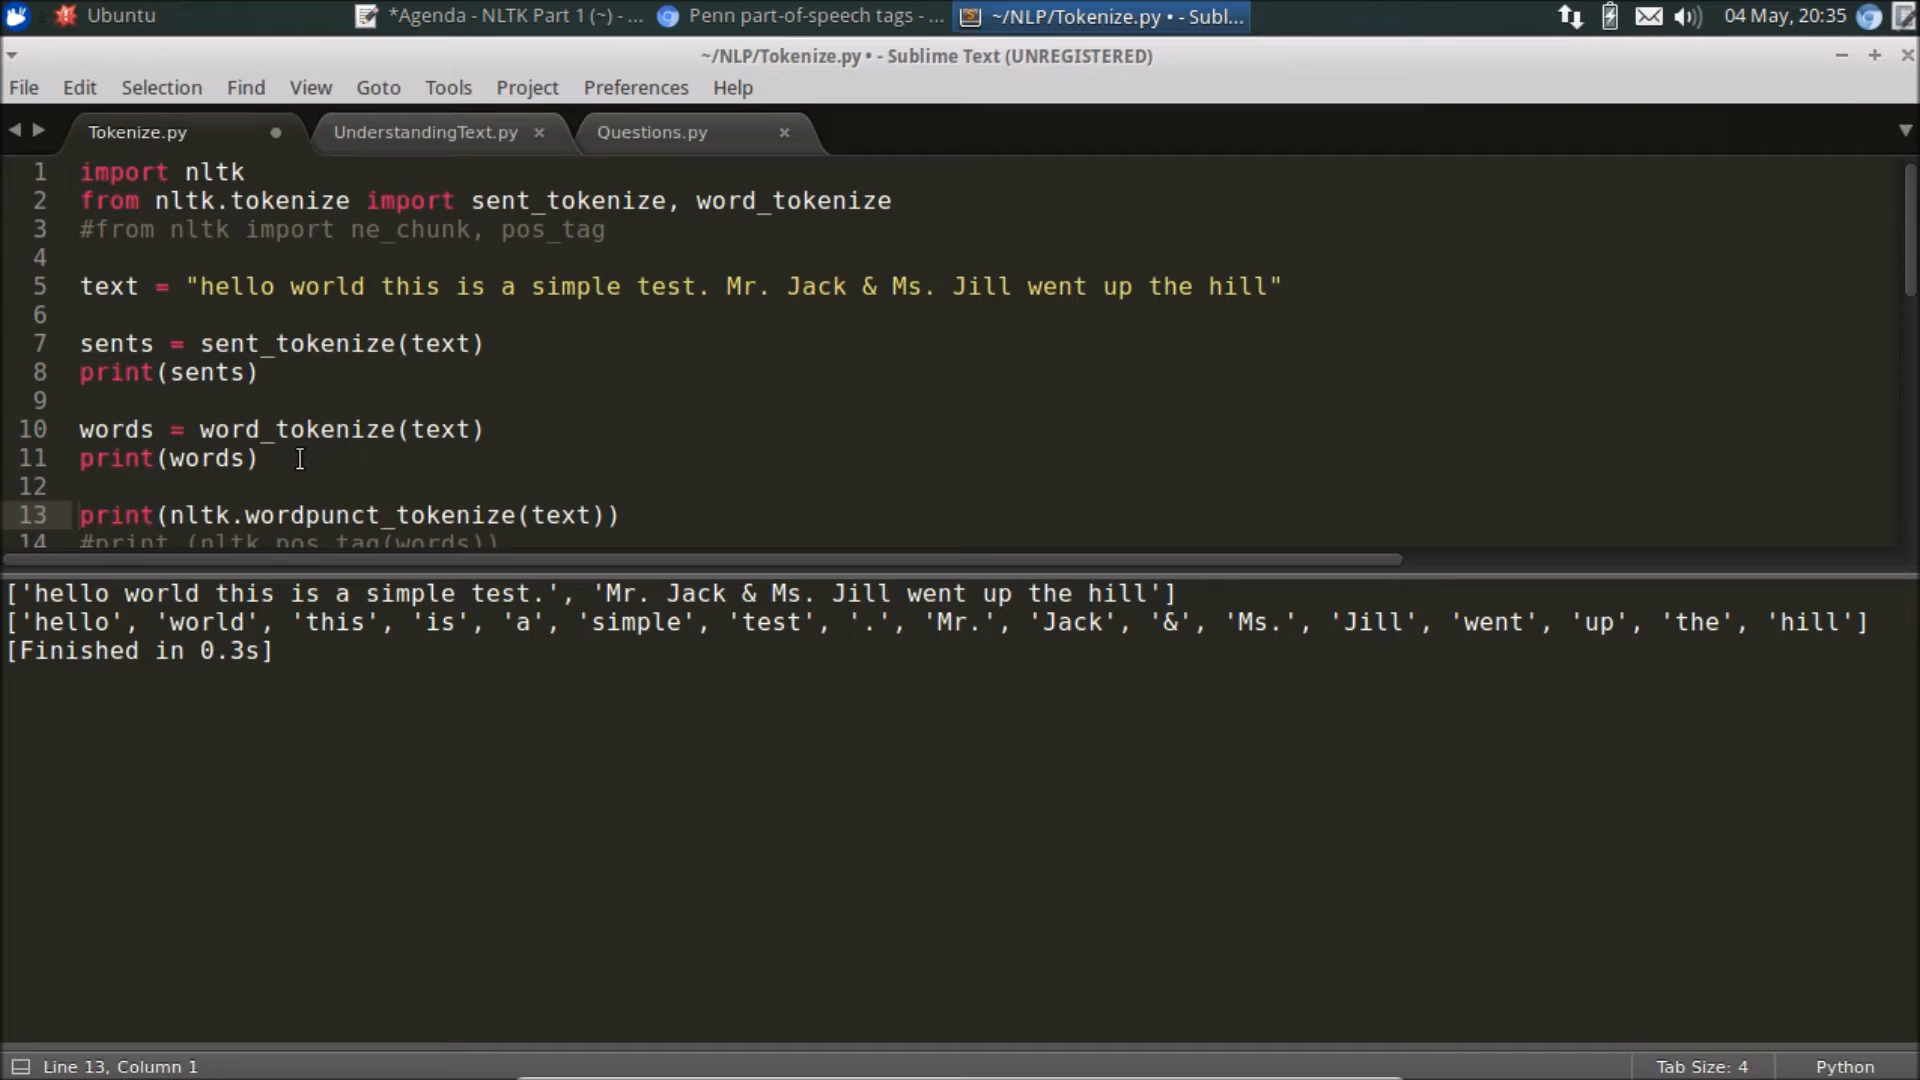 Ubuntu
*Agenda - NLTK Part 1 (~) - ...
Penn part-of-speech tags - ...
~/NLP/Tokenize.py • - Subl...
04 May, 20:35
~/NLP/Tokenize.py • - Sublime Text (UNREGISTERED)
File Edit Selection Find View Goto Tools Project Preferences Help
Tokenize.py
UnderstandingText.py
Questions.py
1 import nltk
2 from nltk.tokenize import sent_tokenize, word_tokenize
3 #from nltk import ne_chunk, pos_tag
4
5 text = "hello world this is a simple test. Mr. Jack & Ms. Jill went up the hill"
6
7 sents = sent_tokenize(text)
8 print(sents)
9
10 words = word_tokenize(text)
11 print(words)
12
13 print(nltk.wordpunct_tokenize(text))
14 #print (nltk.pos_tag(words))
['hello world this is a simple test.', 'Mr. Jack & Ms. Jill went up the hill']
['hello', 'world', 'this', 'is', 'a', 'simple', 'test', '.', 'Mr.', 'Jack', '&', 'Ms.', 'Jill', 'went', 'up', 'the', 'hill']
[Finished in 0.3s]
Line 13, Column 1
Tab Size: 4
Python